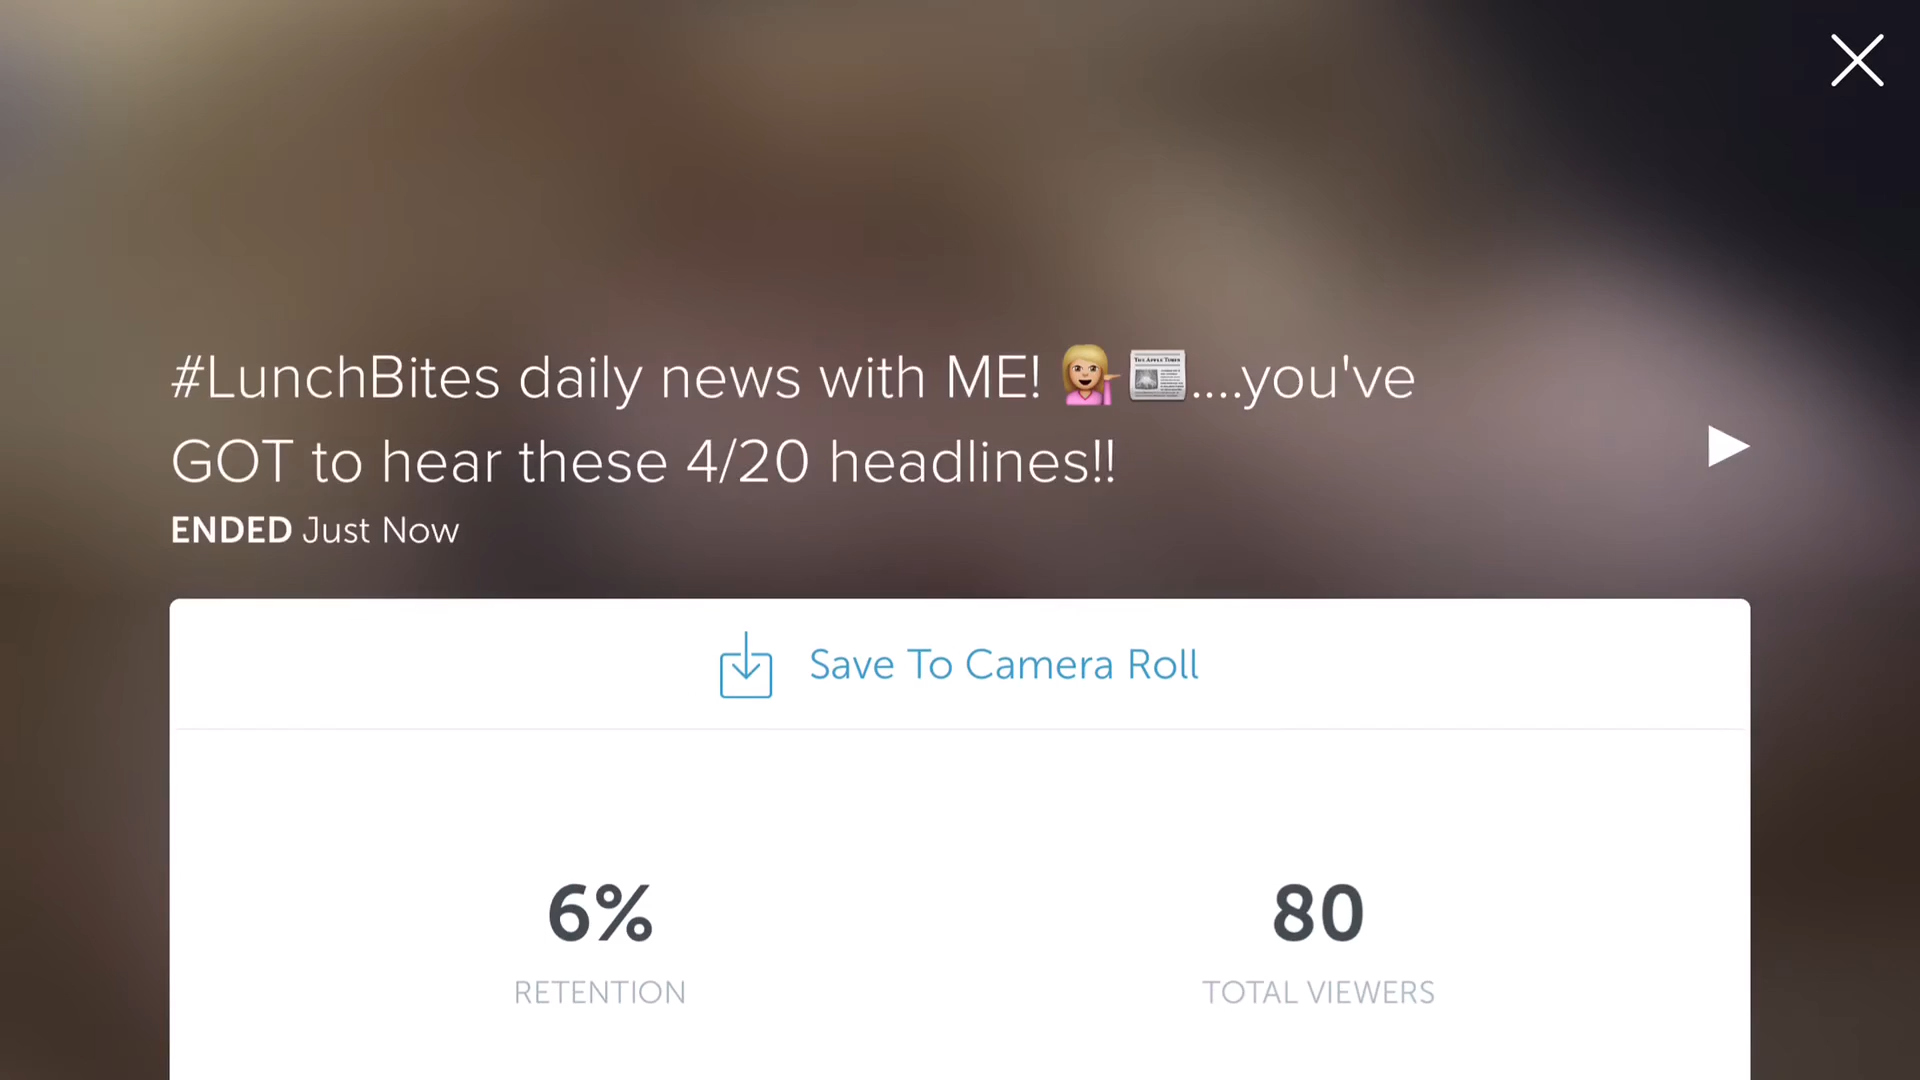 #LunchBites daily news with ME! 💁📰....you've
GOT to hear these 4/20 headlines!!
ENDED Just Now
Save To Camera Roll
6% 80
RETENTION TOTAL VIEWERS